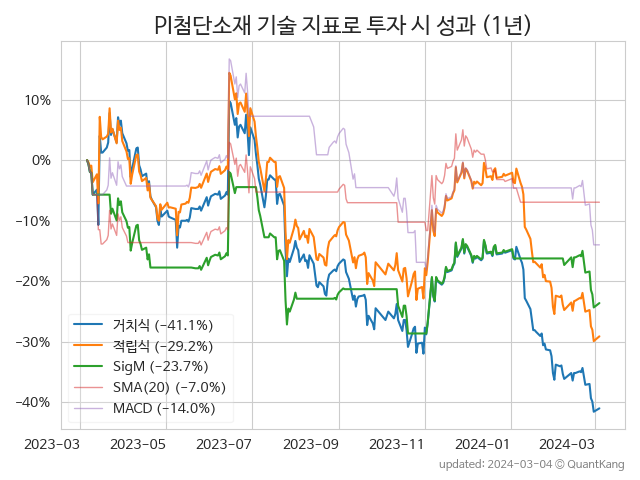 PI첨단소재 기술 지표로 투자 시 성과 (1년)
10%
0%
−10%
−20%
−30%
−40%
거치식 (−41.1%)
적립식 (−29.2%)
SigM (−23.7%)
SMA(20) (−7.0%)
MACD (−14.0%)
2023-03
2023-05
2023-07
2023-09
2023-11
2024-01
2024-03
updated: 2024-03-04 © QuantKang